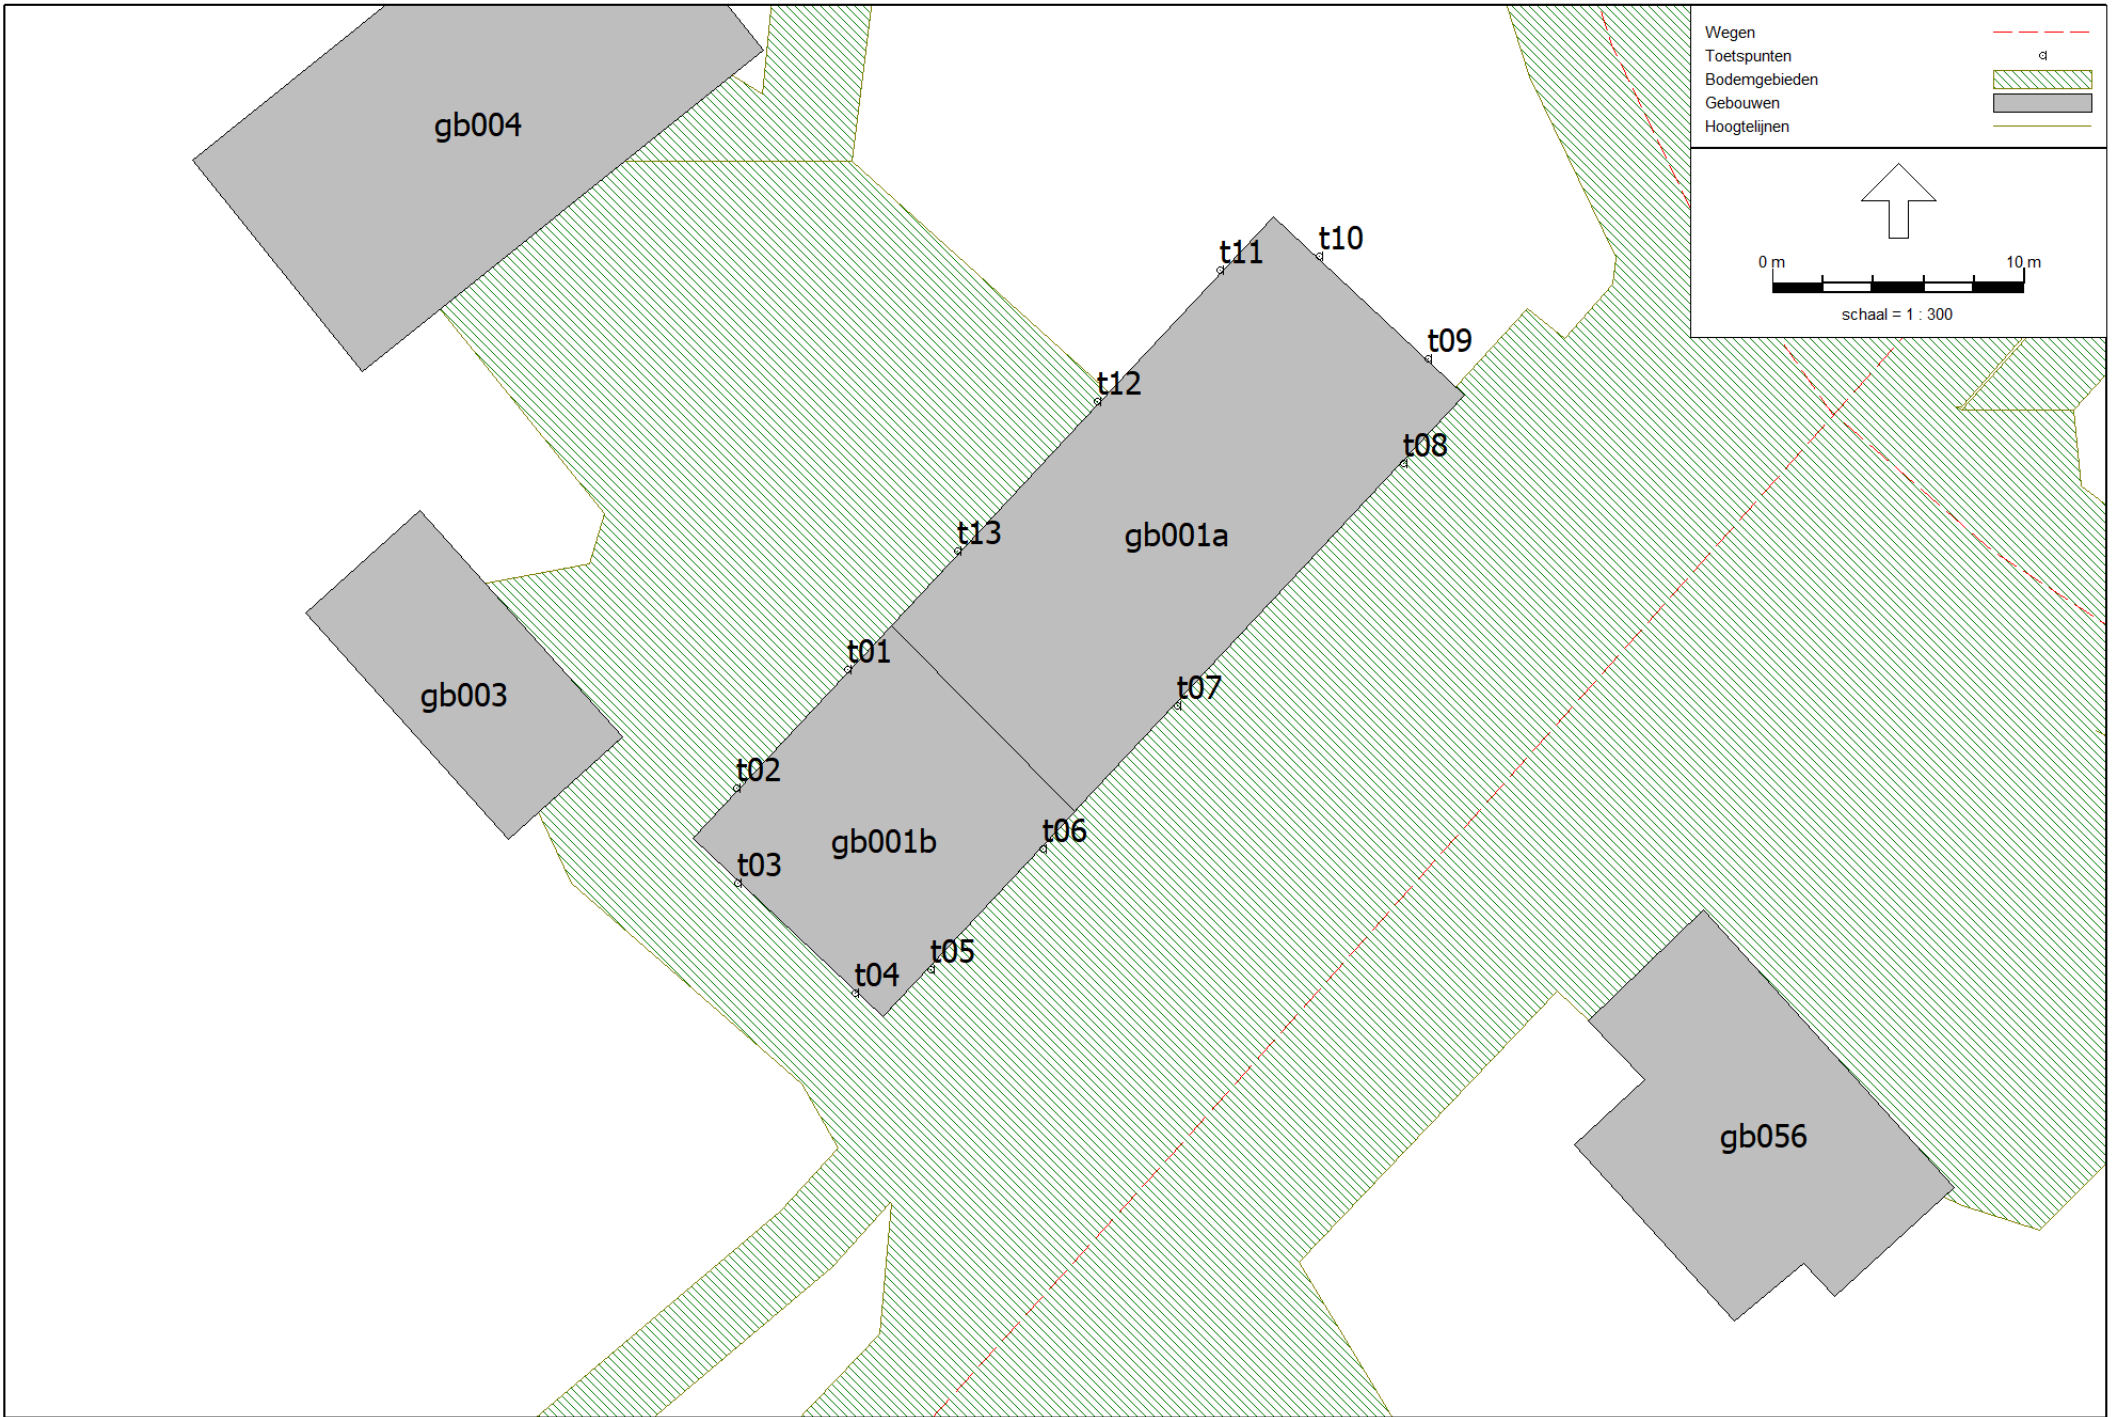 Wegen
Toetspunten
Bodemgebieden
Gebouwen
Hoogtelijnen
0 m 10 m
schaal = 1 : 300
gb004
t11
t10
t09
t12
t08
t13
gb001a
t01
t07
gb003
t02
t06
gb001b
t03
t05
t04
gb056